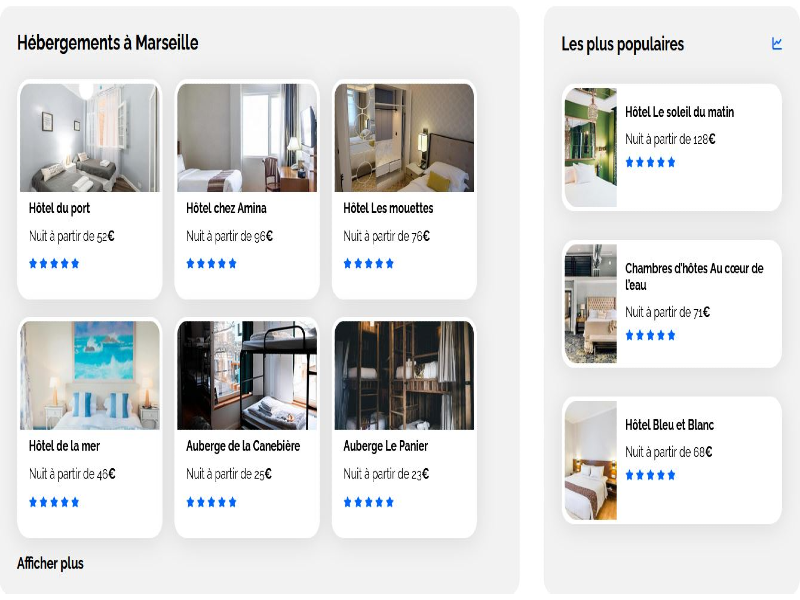 Hébergements à Marseille
Hôtel du port
Nuit à partir de 52€
Hôtel chez Amina
Nuit à partir de 96€
Hôtel Les mouettes
Nuit à partir de 76€
Hôtel de la mer
Nuit à partir de 46€
Auberge de la Canebière
Nuit à partir de 25€
Auberge Le Panier
Nuit à partir de 23€
Afficher plus
Les plus populaires
Hôtel Le soleil du matin
Nuit à partir de 128€
Chambres d'hôtes Au cœur de
l'eau
Nuit à partir de 71€
Hôtel Bleu et Blanc
Nuit à partir de 68€